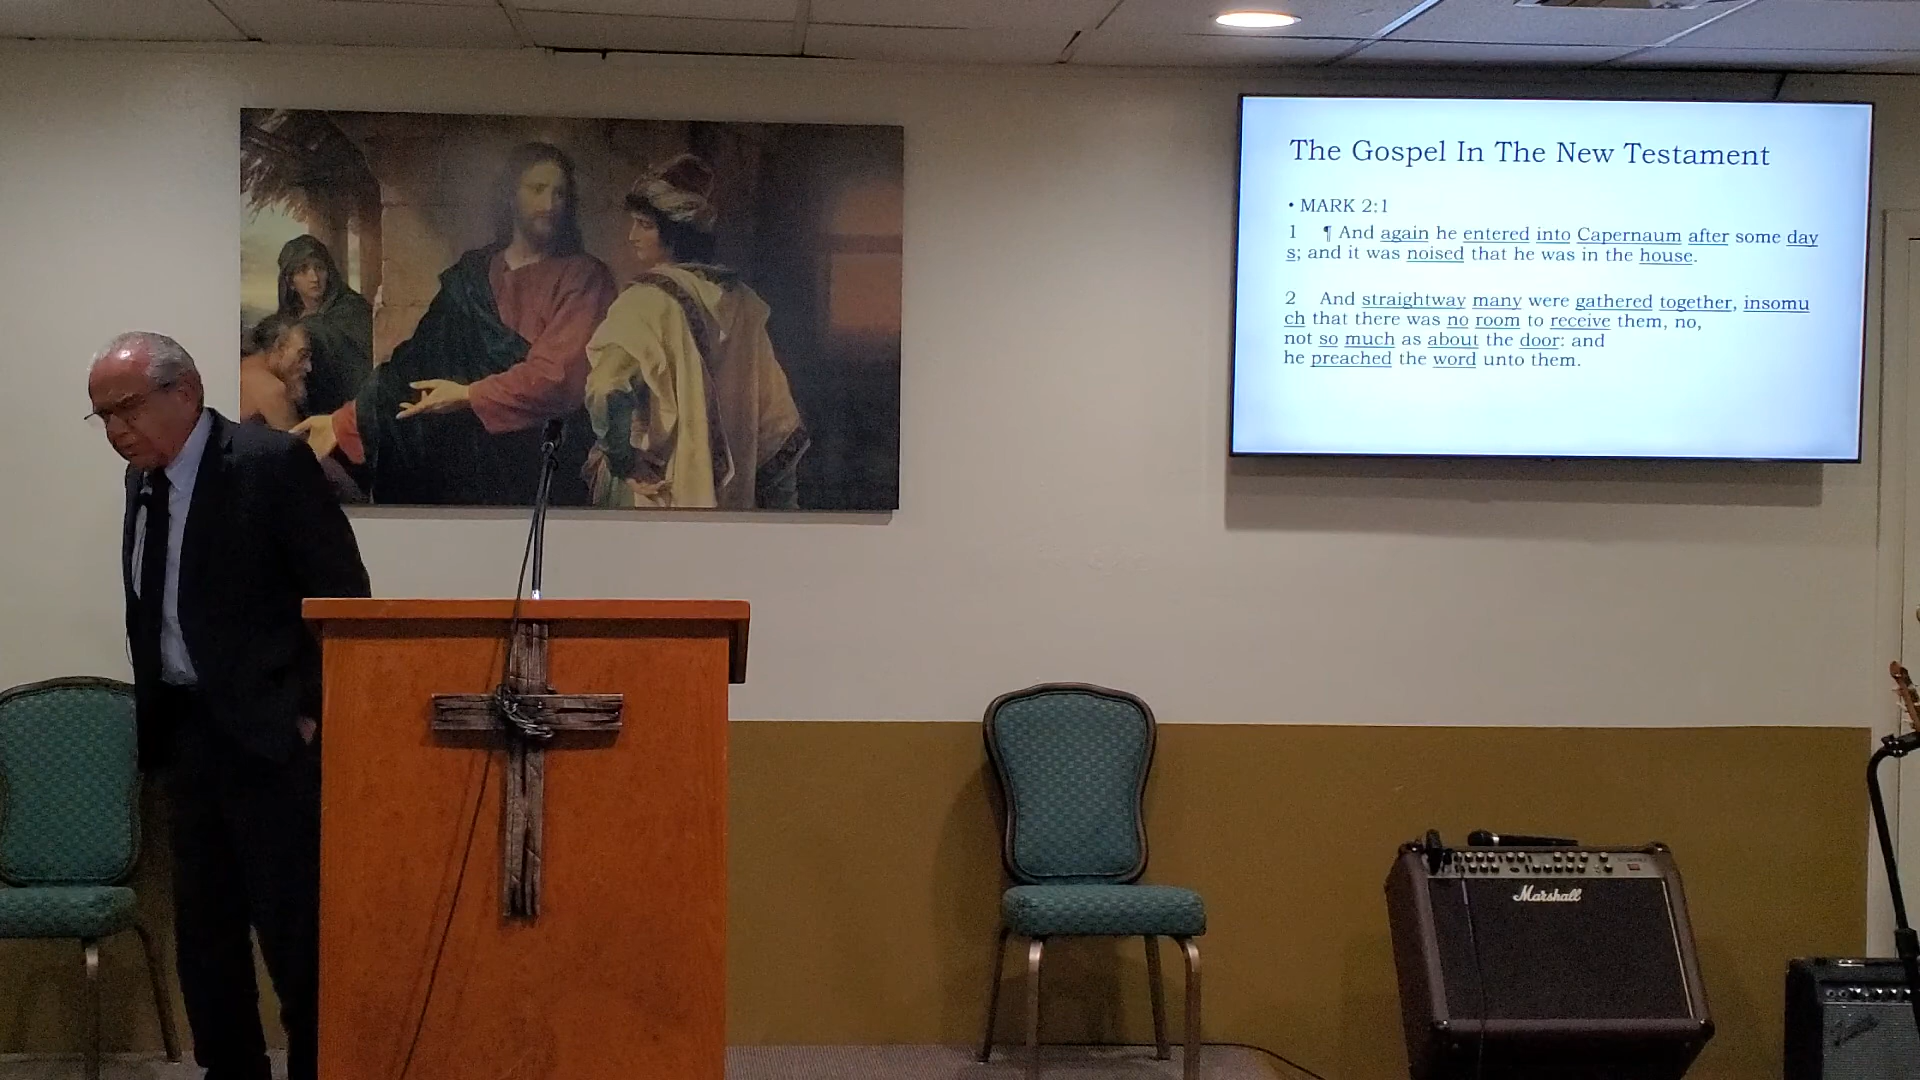 The Gospel In The New Testament
• MARK 2:1
1 ¶ And again he entered into Capernaum after some day
s; and it was noised that he was in the house.
2 And straightway many were gathered together, insomu
ch that there was no room to receive them, no,
not so much as about the door: and
he preached the word unto them.
Marshall